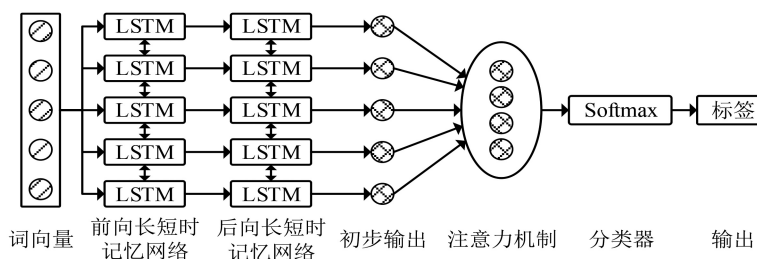 LSTM LSTM
LSTM LSTM
LSTM LSTM
LSTM LSTM
LSTM LSTM
Softmax
标签
词向量
前向长短时
记忆网络
后向长短时
记忆网络
初步输出
注意力机制
分类器
输出